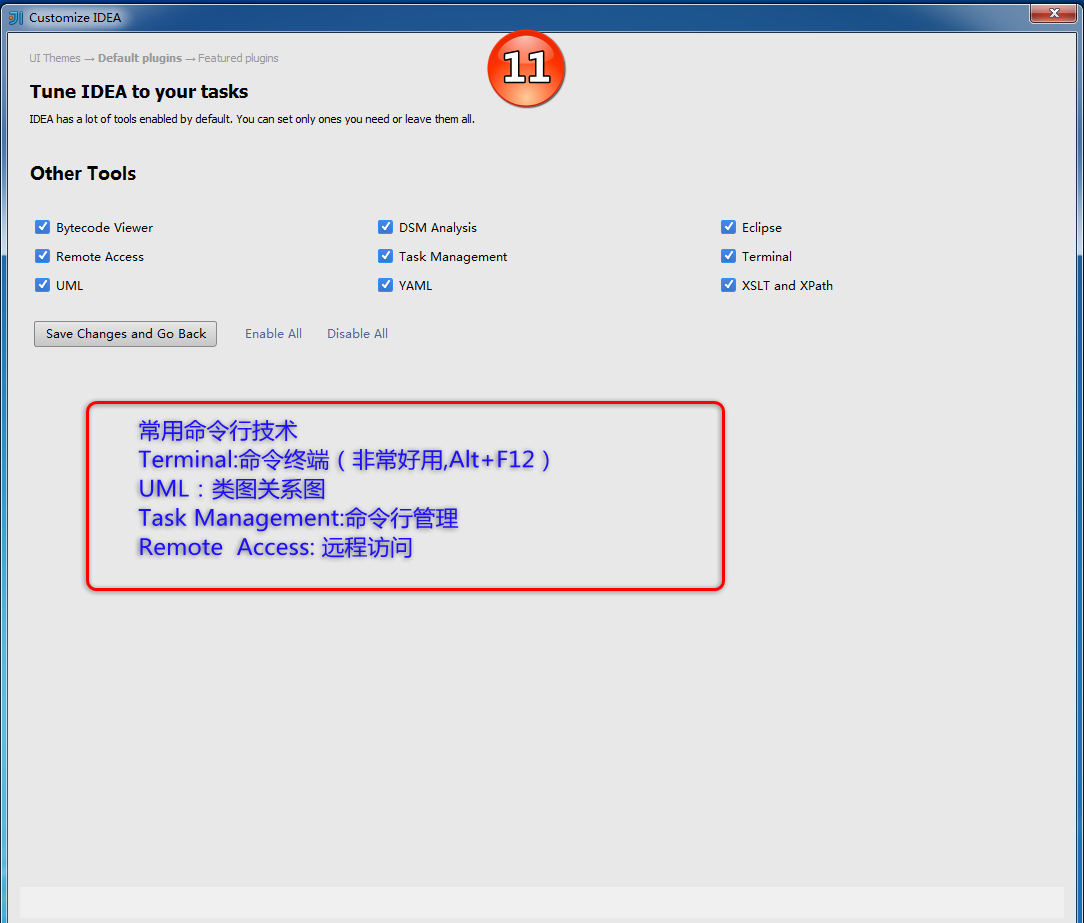 Customize IDEA
UI Themes → Default plugins → Featured plugins
11
Tune IDEA to your tasks
IDEA has a lot of tools enabled by default. You can set only ones you need or leave them all.
Other Tools
Bytecode Viewer DSM Analysis Eclipse
Remote Access Task Management Terminal
UML YAML XSLT and XPath
Save Changes and Go Back Enable All Disable All
常用命令行技术
Terminal:命令终端（非常好用,Alt+F12）
UML：类图关系图
Task Management:命令行管理
Remote Access: 远程访问